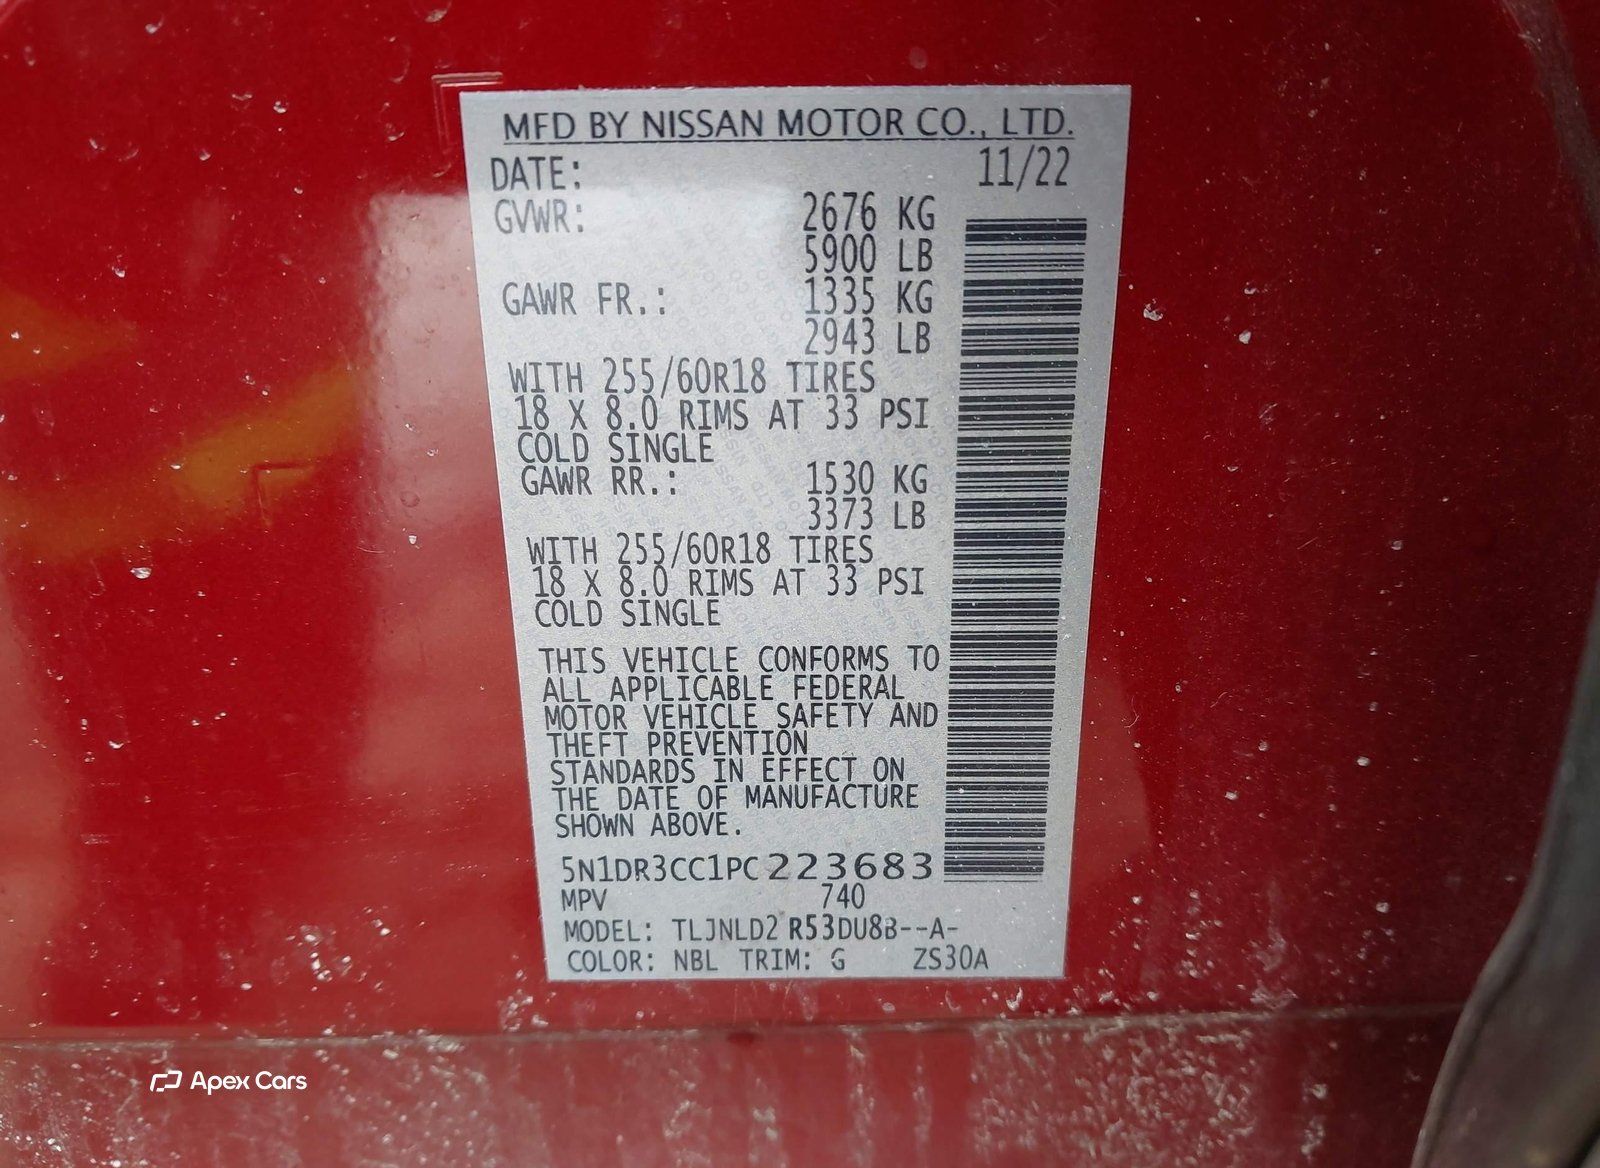 MFD BY NISSAN MOTOR CO., LTD.
DATE: 11/22
GVWR: 2676 KG
5900 LB
GAWR FR.: 1335 KG
2943 LB
WITH 255/60R18 TIRES
18 X 8.0 RIMS AT 33 PSI
COLD SINGLE
GAWR RR.: 1530 KG
3373 LB
WITH 255/60R18 TIRES
18 X 8.0 RIMS AT 33 PSI
COLD SINGLE
THIS VEHICLE CONFORMS TO
ALL APPLICABLE FEDERAL
MOTOR VEHICLE SAFETY AND
THEFT PREVENTION
STANDARDS IN EFFECT ON
THE DATE OF MANUFACTURE
SHOWN ABOVE.
5N1DR3CC1PC223683
MPV 740
MODEL: TLJNLD2 R53DU8B--A-
COLOR: NBL TRIM: G ZS30A
Apex Cars